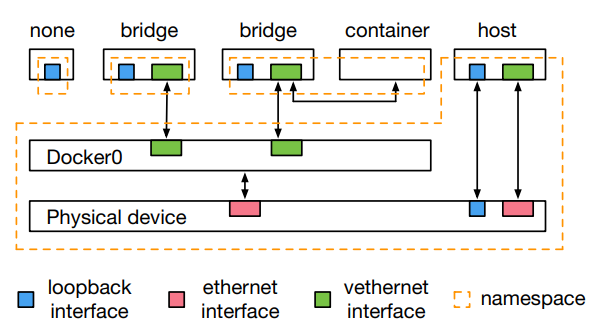 none bridge bridge container host
Docker0
Physical device
loopback interface
ethernet interface
vethernet interface
namespace